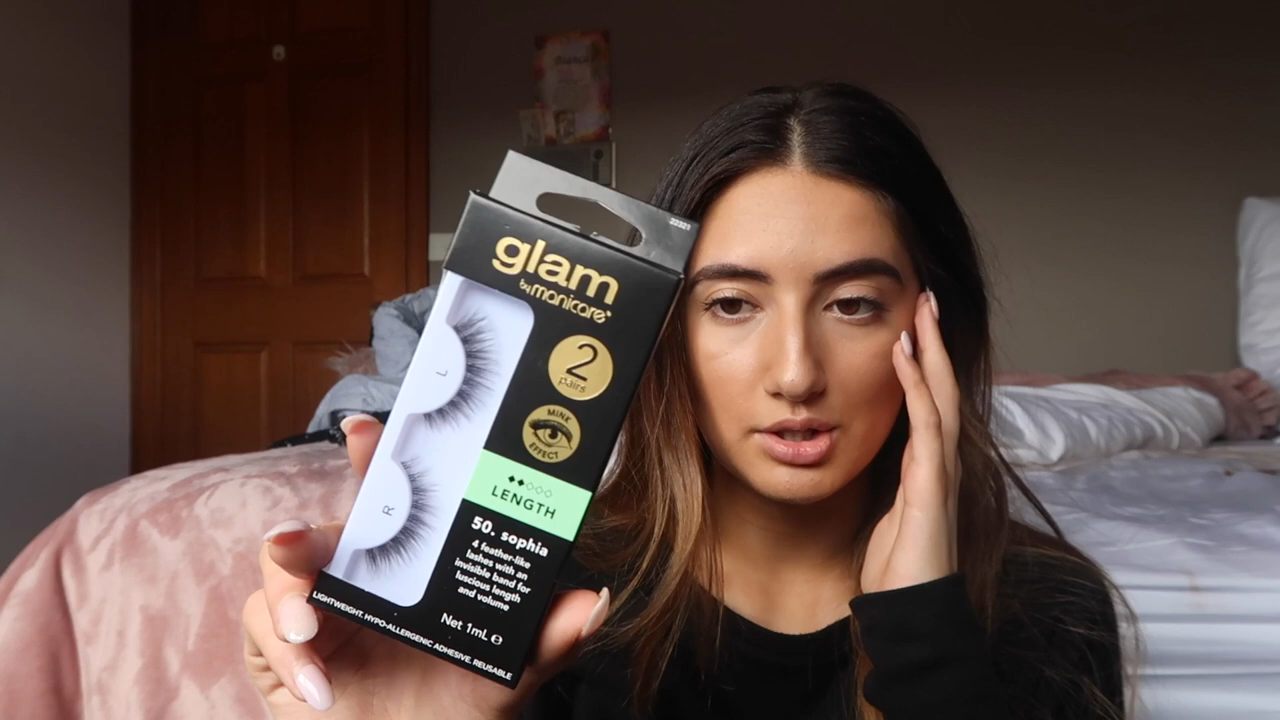 22321
glam
by manicare®
2
pairs
MINK
EFFECT
L
LENGTH
R
50. sophia
4 feather-like
lashes with an
invisible band for
luscious length
and volume
Net 1mL ℮
LIGHTWEIGHT, HYPO-ALLERGENIC ADHESIVE, REUSABLE